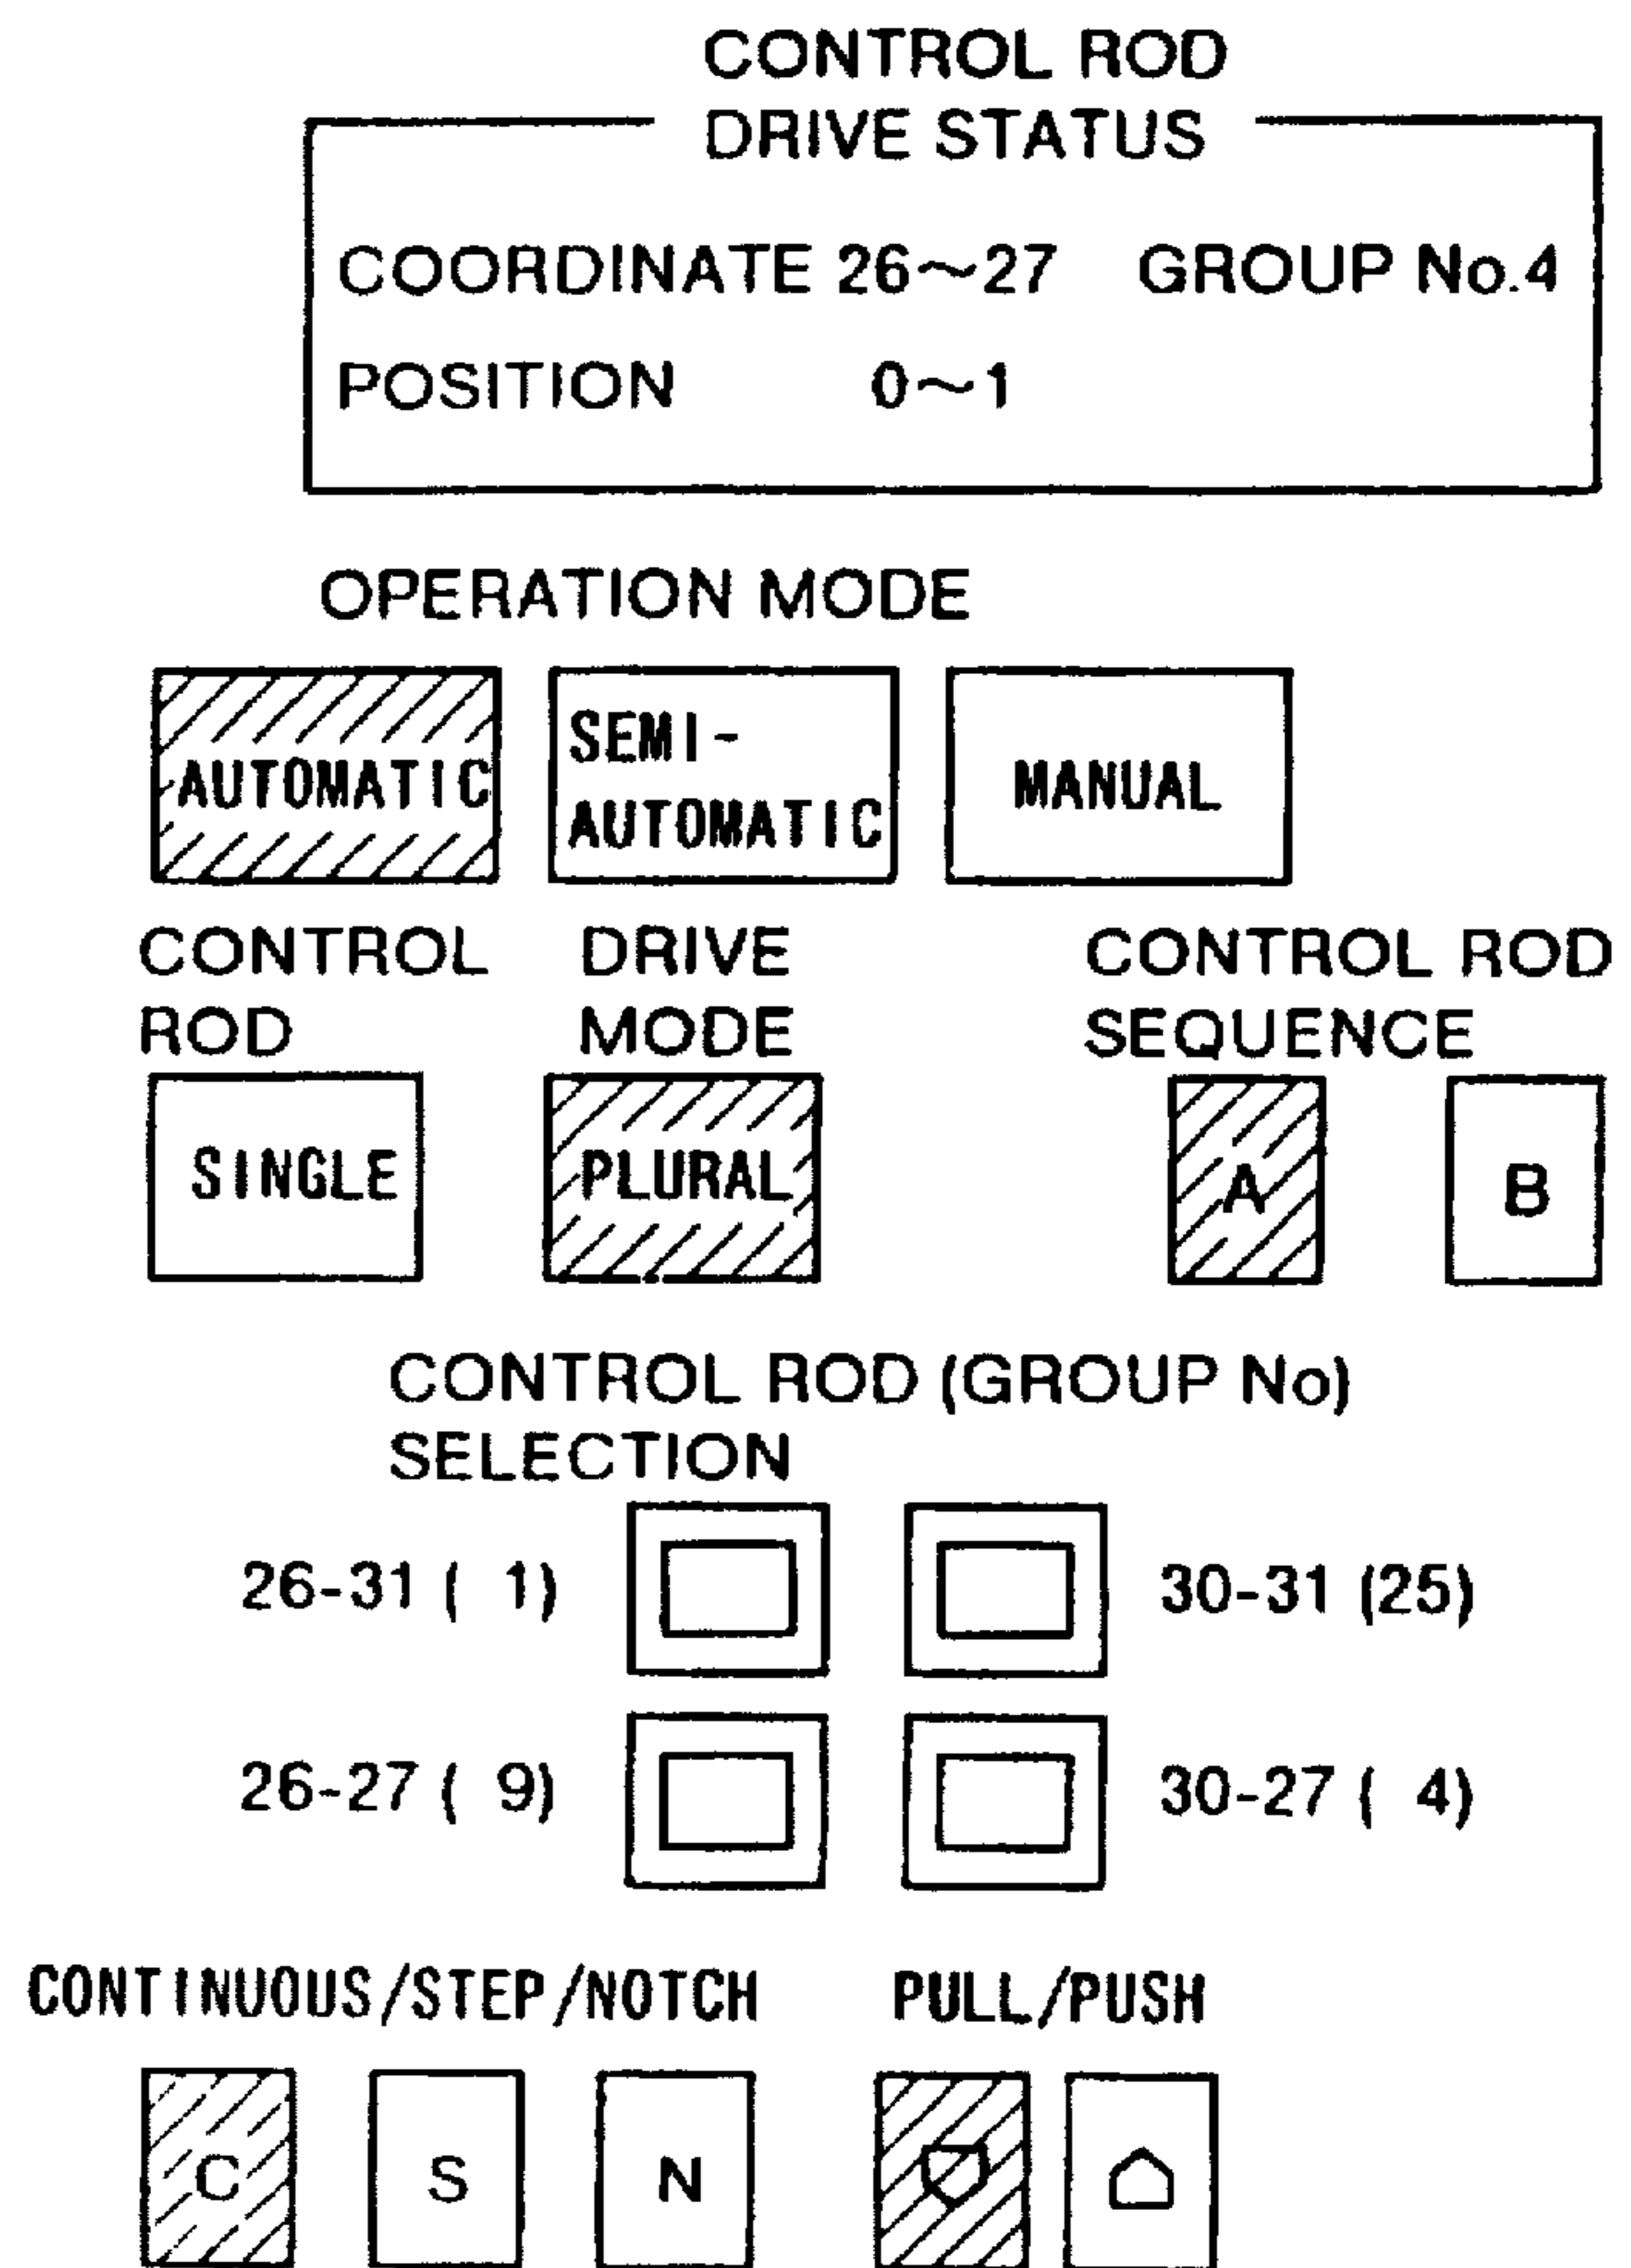 CONTROL ROD
DRIVE STATUS
COORDINATE 26~27 GROUP No.4
POSITION 0~1
OPERATION MODE
AUTOMATIC
SEMI-
AUTOMATIC
MANUAL
CONTROL
ROD
DRIVE
MODE
CONTROL ROD
SEQUENCE
SINGLE
PLURAL
A
B
CONTROL ROD (GROUP No)
SELECTION
26-31 ( 1)
30-31 (25)
26-27 ( 9)
30-27 ( 4)
CONTINUOUS/STEP/NOTCH
PULL/PUSH
C
S
N